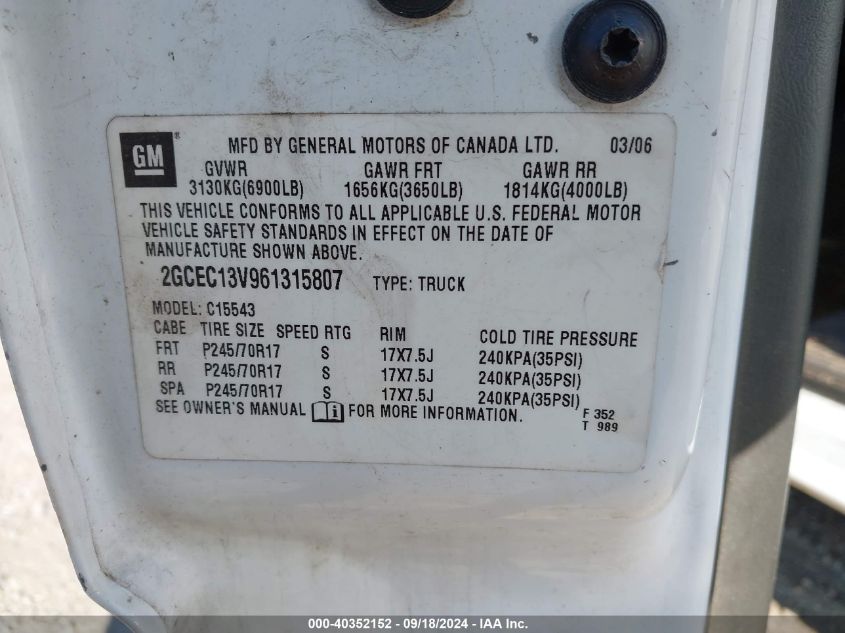 GM ® MFD BY GENERAL MOTORS OF CANADA LTD. 03/06
GVWR GAWR FRT GAWR RR
3130KG(6900LB) 1656KG(3650LB) 1814KG(4000LB)
THIS VEHICLE CONFORMS TO ALL APPLICABLE U.S. FEDERAL MOTOR
VEHICLE SAFETY STANDARDS IN EFFECT ON THE DATE OF
MANUFACTURE SHOWN ABOVE.
2GCEC13V961315807 TYPE: TRUCK
MODEL: C15543
CABE TIRE SIZE SPEED RTG RIM COLD TIRE PRESSURE
FRT P245/70R17 S 17X7.5J 240KPA(35PSI)
RR P245/70R17 S 17X7.5J 240KPA(35PSI)
SPA P245/70R17 S 17X7.5J 240KPA(35PSI)
SEE OWNER'S MANUAL i FOR MORE INFORMATION. F 352
T 989
000-40352152 - 09/18/2024 - IAA Inc.